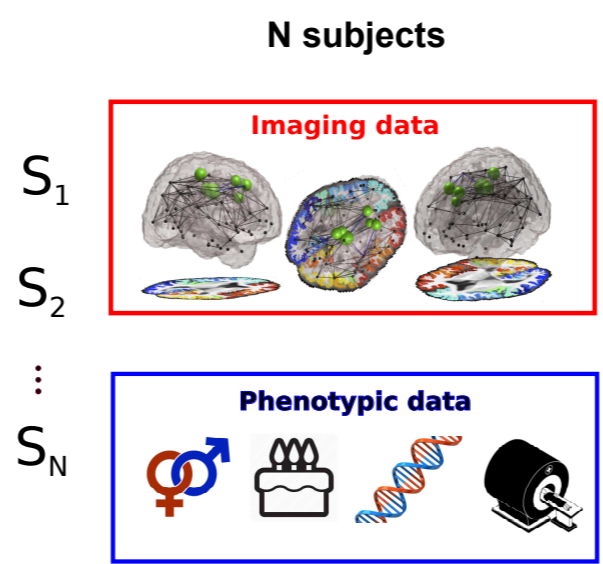 N subjects
Imaging data
S1
S2
⋮
Phenotypic data
SN